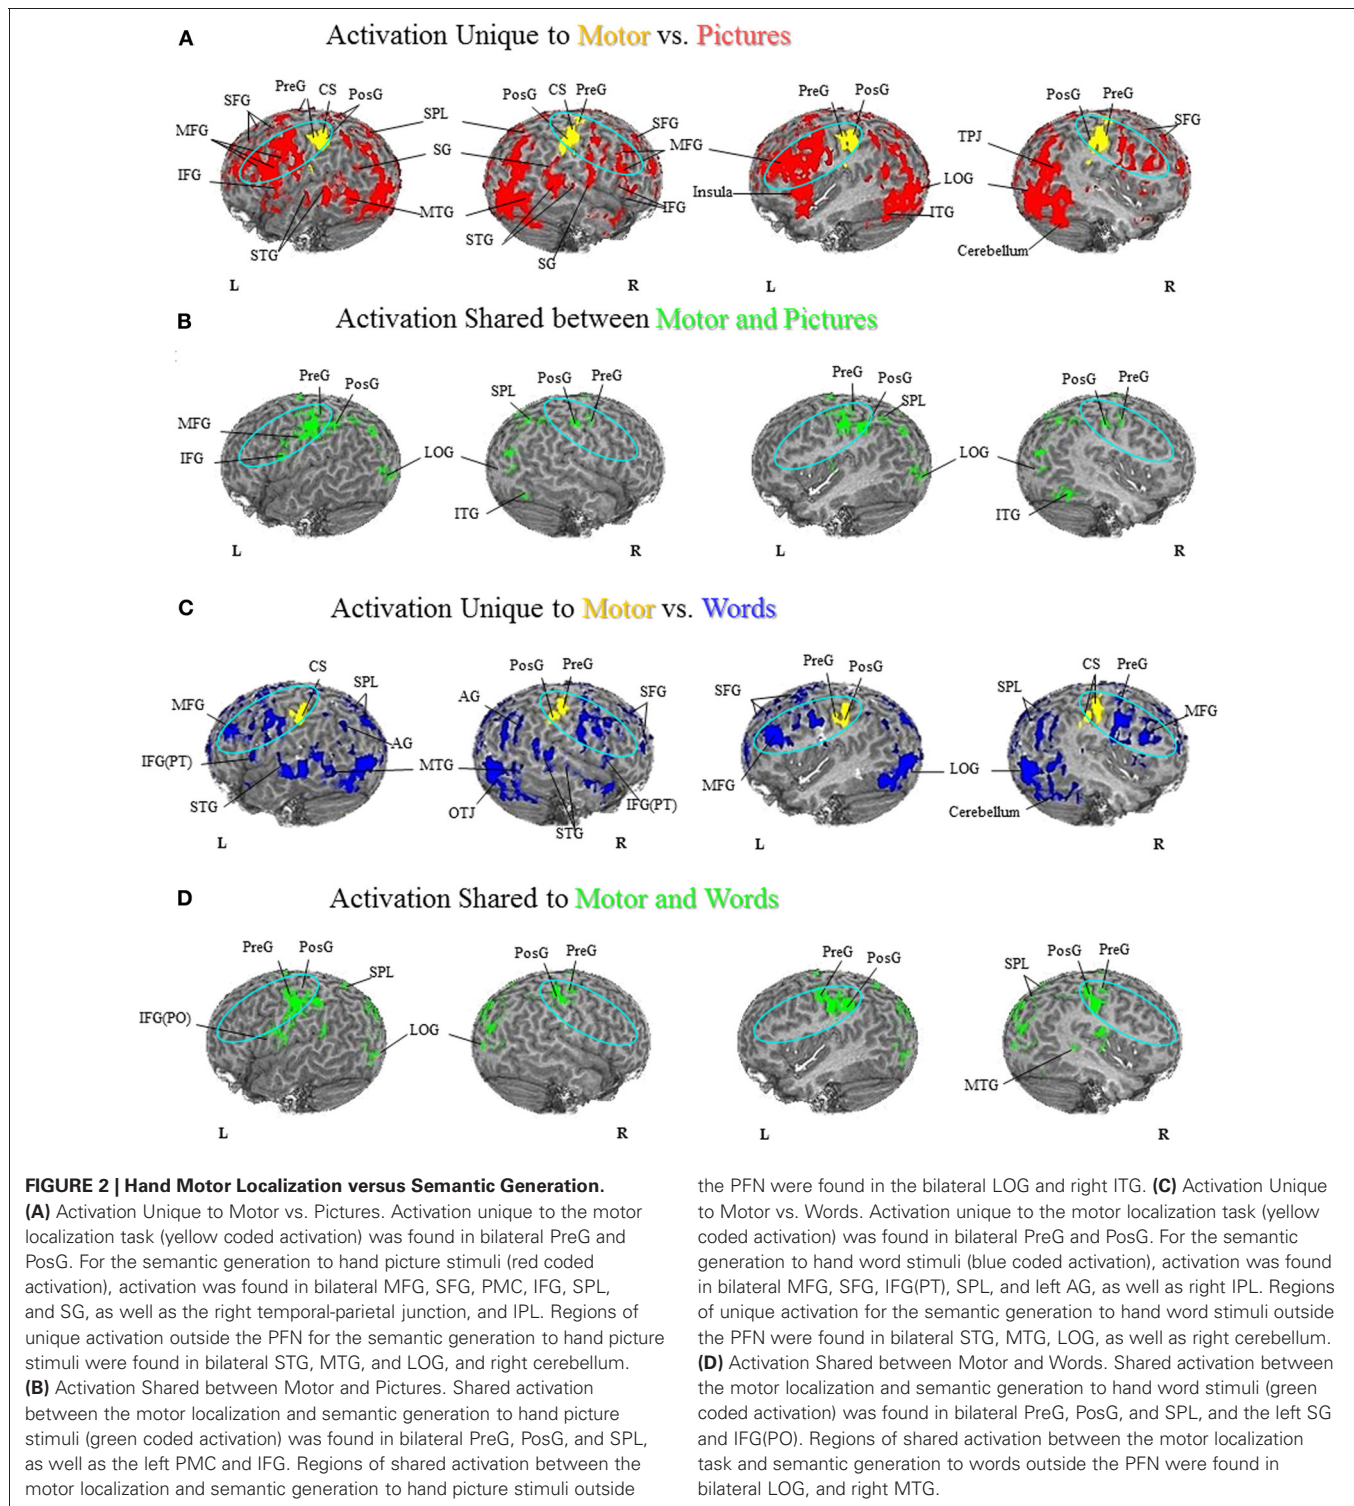 A
Activation Unique to Motor vs. Pictures
PreG
CS
PosG
SFG
MFG
IFG
STG
SPL
SG
MTG
PosG
CS
PreG
SFG
MFG
IFG
STG
SG
PreG
PosG
Insula
LOG
ITG
PosG
PreG
SFG
TPJ
Cerebellum
L
R
L
R
B
Activation Shared between Motor and Pictures
PreG
PosG
MFG
IFG
LOG
SPL
PosG
PreG
ITG
PreG
PosG
SPL
LOG
PosG
PreG
ITG
L
R
L
R
C
Activation Unique to Motor vs. Words
CS
SPL
MFG
IFG(PT)
STG
AG
MTG
PosG
PreG
AG
SFG
OTJ
STG
IFG(PT)
PreG
PosG
SFG
MFG
LOG
CS
PreG
SPL
MFG
Cerebellum
L
R
L
R
D
Activation Shared to Motor and Words
PreG
PosG
SPL
IFG(PO)
LOG
PosG
PreG
PreG
PosG
PosG
PreG
SPL
MTG
L
R
L
R
FIGURE 2 | Hand Motor Localization versus Semantic Generation.
(A) Activation Unique to Motor vs. Pictures. Activation unique to the motor
localization task (yellow coded activation) was found in bilateral PreG and
PosG. For the semantic generation to hand picture stimuli (red coded
activation), activation was found in bilateral MFG, SFG, PMC, IFG, SPL,
and SG, as well as the right temporal-parietal junction, and IPL. Regions of
unique activation outside the PFN for the semantic generation to hand picture
stimuli were found in bilateral STG, MTG, and LOG, and right cerebellum.
(B) Activation Shared between Motor and Pictures. Shared activation
between the motor localization and semantic generation to hand picture
stimuli (green coded activation) was found in bilateral PreG, PosG, and SPL,
as well as the left PMC and IFG. Regions of shared activation between the
motor localization and semantic generation to hand picture stimuli outside
the PFN were found in the bilateral LOG and right ITG. (C) Activation Unique
to Motor vs. Words. Activation unique to the motor localization task (yellow
coded activation) was found in bilateral PreG and PosG. For the semantic
generation to hand word stimuli (blue coded activation), activation was found
in bilateral MFG, SFG, IFG(PT), SPL, and left AG, as well as right IPL. Regions
of unique activation for the semantic generation to hand word stimuli outside
the PFN were found in bilateral STG, MTG, LOG, as well as right cerebellum.
(D) Activation Shared between Motor and Words. Shared activation between
the motor localization and semantic generation to hand word stimuli (green
coded activation) was found in bilateral PreG, PosG, and SPL, and the left SG
and IFG(PO). Regions of shared activation between the motor localization
task and semantic generation to words outside the PFN were found in
bilateral LOG, and right MTG.